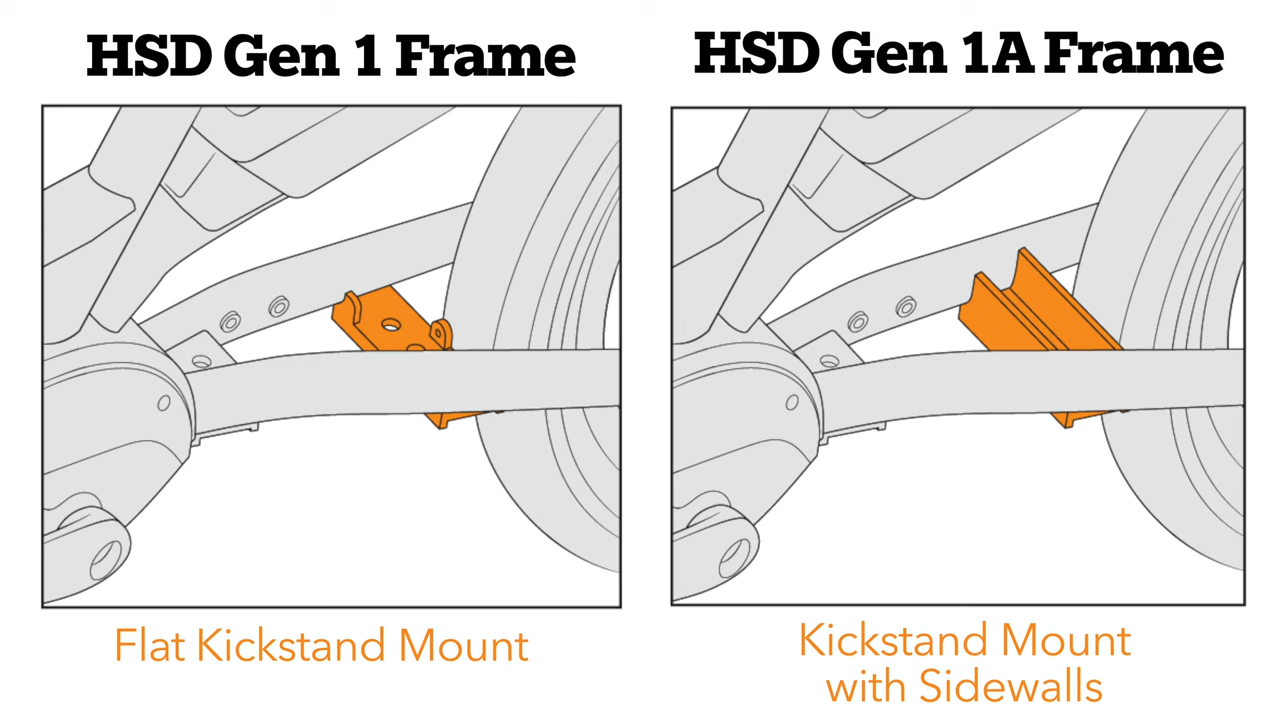 HSD Gen 1 Frame
HSD Gen 1A Frame
Flat Kickstand Mount
Kickstand Mount
with Sidewalls